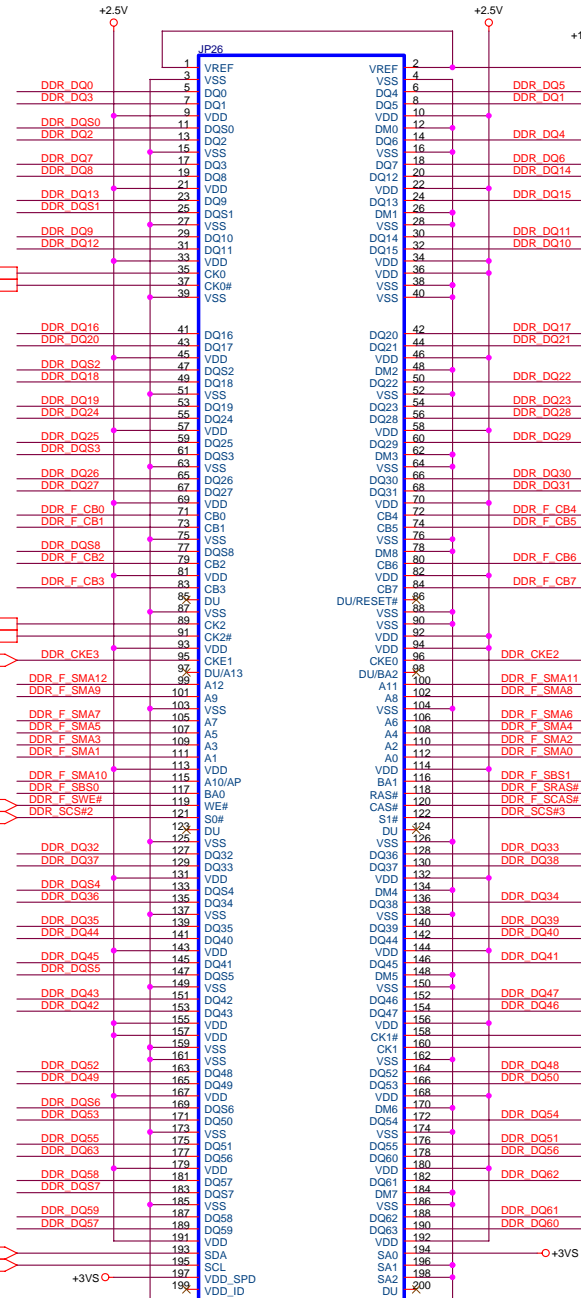 +2.5V +2.5V
+1
JP26
1 VREF VREF 2
3 VSS VSS 4
DDR_DQ0 5 DQ0 DQ4 6 DDR_DQ5
DDR_DQ3 7 DQ1 DQ5 8 DDR_DQ1
9 VDD VDD 10
DDR_DQS0 11 DQS0 DM0 12
DDR_DQ2 13 DQ2 DQ6 14 DDR_DQ4
15 VSS VSS 16
DDR_DQ7 17 DQ3 DQ7 18 DDR_DQ6
DDR_DQ8 19 DQ8 DQ12 20 DDR_DQ14
21 VDD VDD 22
DDR_DQ13 23 DQ9 DQ13 24 DDR_DQ15
DDR_DQS1 25 DQS1 DM1 26
27 VSS VSS 28
DDR_DQ9 29 DQ10 DQ14 30 DDR_DQ11
DDR_DQ12 31 DQ11 DQ15 32 DDR_DQ10
33 VDD VDD 34
35 CK0 VDD 36
37 CK0# VSS 38
39 VSS VSS 40
DDR_DQ16 41 DQ16 DQ20 42 DDR_DQ17
DDR_DQ20 43 DQ17 DQ21 44 DDR_DQ21
45 VDD VDD 46
DDR_DQS2 47 DQS2 DM2 48
DDR_DQ18 49 DQ18 DQ22 50 DDR_DQ22
51 VSS VSS 52
DDR_DQ19 53 DQ19 DQ23 54 DDR_DQ23
DDR_DQ24 55 DQ24 DQ28 56 DDR_DQ28
57 VDD VDD 58
DDR_DQ25 59 DQ25 DQ29 60 DDR_DQ29
DDR_DQS3 61 DQS3 DM3 62
63 VSS VSS 64
DDR_DQ26 65 DQ26 DQ30 66 DDR_DQ30
DDR_DQ27 67 DQ27 DQ31 68 DDR_DQ31
69 VDD VDD 70
DDR_F_CB0 71 CB0 CB4 72 DDR_F_CB4
DDR_F_CB1 73 CB1 CB5 74 DDR_F_CB5
75 VSS VSS 76
DDR_DQS8 77 DQS8 DM8 78
DDR_F_CB2 79 CB2 CB6 80 DDR_F_CB6
81 VDD VDD 82
DDR_F_CB3 83 CB3 CB7 84 DDR_F_CB7
85 DU DU/RESET# 86
87 VSS VSS 88
89 CK2 VSS 90
91 CK2# VDD 92
93 VDD VDD 94
DDR_CKE3 95 CKE1 CKE0 96 DDR_CKE2
97 DU/A13 DU/BA2 98
DDR_F_SMA12 99 A12 A11 100 DDR_F_SMA11
DDR_F_SMA9 101 A9 A8 102 DDR_F_SMA8
103 VSS VSS 104
DDR_F_SMA7 105 A7 A6 106 DDR_F_SMA6
DDR_F_SMA5 107 A5 A4 108 DDR_F_SMA4
DDR_F_SMA3 109 A3 A2 110 DDR_F_SMA2
DDR_F_SMA1 111 A1 A0 112 DDR_F_SMA0
113 VDD VDD 114
DDR_F_SMA10 115 A10/AP BA1 116 DDR_F_SBS1
DDR_F_SBS0 117 BA0 RAS# 118 DDR_F_SRAS#
DDR_F_SWE# 119 WE# CAS# 120 DDR_F_SCAS#
DDR_SCS#2 121 S0# S1# 122 DDR_SCS#3
123 DU DU 124
125 VSS VSS 126
DDR_DQ32 127 DQ32 DQ36 128 DDR_DQ33
DDR_DQ37 129 DQ33 DQ37 130 DDR_DQ38
131 VDD VDD 132
DDR_DQS4 133 DQS4 DM4 134
DDR_DQ36 135 DQ34 DQ38 136 DDR_DQ34
137 VSS VSS 138
DDR_DQ35 139 DQ35 DQ39 140 DDR_DQ39
DDR_DQ44 141 DQ40 DQ44 142 DDR_DQ40
143 VDD VDD 144
DDR_DQ45 145 DQ41 DQ45 146 DDR_DQ41
DDR_DQS5 147 DQS5 DM5 148
149 VSS VSS 150
DDR_DQ43 151 DQ42 DQ46 152 DDR_DQ47
DDR_DQ42 153 DQ43 DQ47 154 DDR_DQ46
155 VDD VDD 156
157 VDD CK1# 158
159 VSS CK1 160
161 VSS VSS 162
DDR_DQ52 163 DQ48 DQ52 164 DDR_DQ48
DDR_DQ49 165 DQ49 DQ53 166 DDR_DQ50
167 VDD VDD 168
DDR_DQS6 169 DQS6 DM6 170
DDR_DQ53 171 DQ50 DQ54 172 DDR_DQ54
173 VSS VSS 174
DDR_DQ55 175 DQ51 DQ55 176 DDR_DQ51
DDR_DQ63 177 DQ56 DQ60 178 DDR_DQ56
179 VDD VDD 180
DDR_DQ58 181 DQ57 DQ61 182 DDR_DQ62
DDR_DQS7 183 DQS7 DM7 184
185 VSS VSS 186
DDR_DQ59 187 DQ58 DQ62 188 DDR_DQ61
DDR_DQ57 189 DQ59 DQ63 190 DDR_DQ60
191 VDD VDD 192
193 SDA SA0 194 +3VS
195 SCL SA1 196
+3VS 197 VDD_SPD SA2 198
199 VDD_ID DU 200